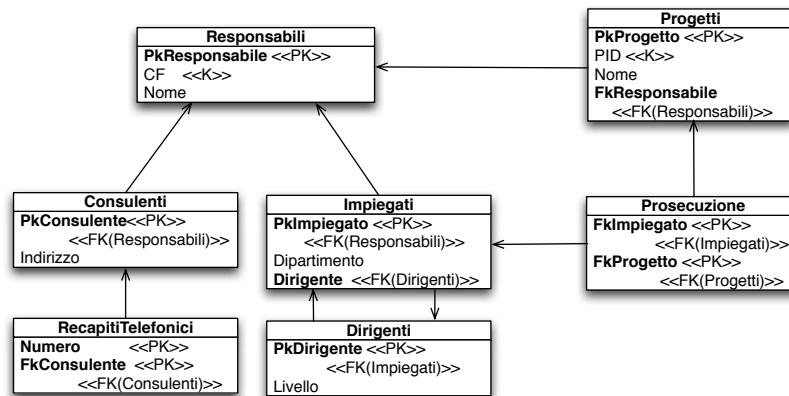 Responsabili
PkResponsabile <<PK>>
CF <<K>>
Nome
Progetti
PkProgetto <<PK>>
PID <<K>>
Nome
FkResponsabile
<<FK(Responsabili)>>
Consulenti
PkConsulente<<PK>>
<<FK(Responsabili)>>
Indirizzo
Impiegati
PkImpiegato <<PK>>
<<FK(Responsabili)>>
Dipartimento
Dirigente <<FK(Dirigenti)>>
Prosecuzione
FkImpiegato <<PK>>
<<FK(Impiegati)>>
FkProgetto <<PK>>
<<FK(Progetti)>>
RecapitiTelefonici
Numero <<PK>>
FkConsulente <<PK>>
<<FK(Consulenti)>>
Dirigenti
PkDirigente <<PK>>
<<FK(Impiegati)>>
Livello